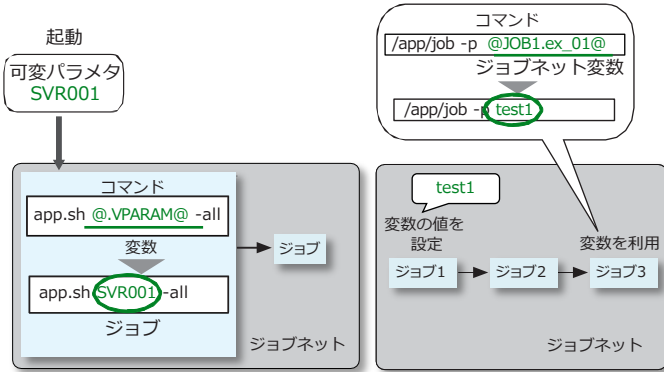 起動
可変パラメタ
SVR001
コマンド
app.sh @.VPARAM@ -all
変数
app.sh SVR001 -all
ジョブ
ジョブ
ジョブネット
コマンド
/app/job -p @JOB1.ex_01@
ジョブネット変数
/app/job -p test1
test1
変数の値を
設定
変数を利用
ジョブ1
ジョブ2
ジョブ3
ジョブネット